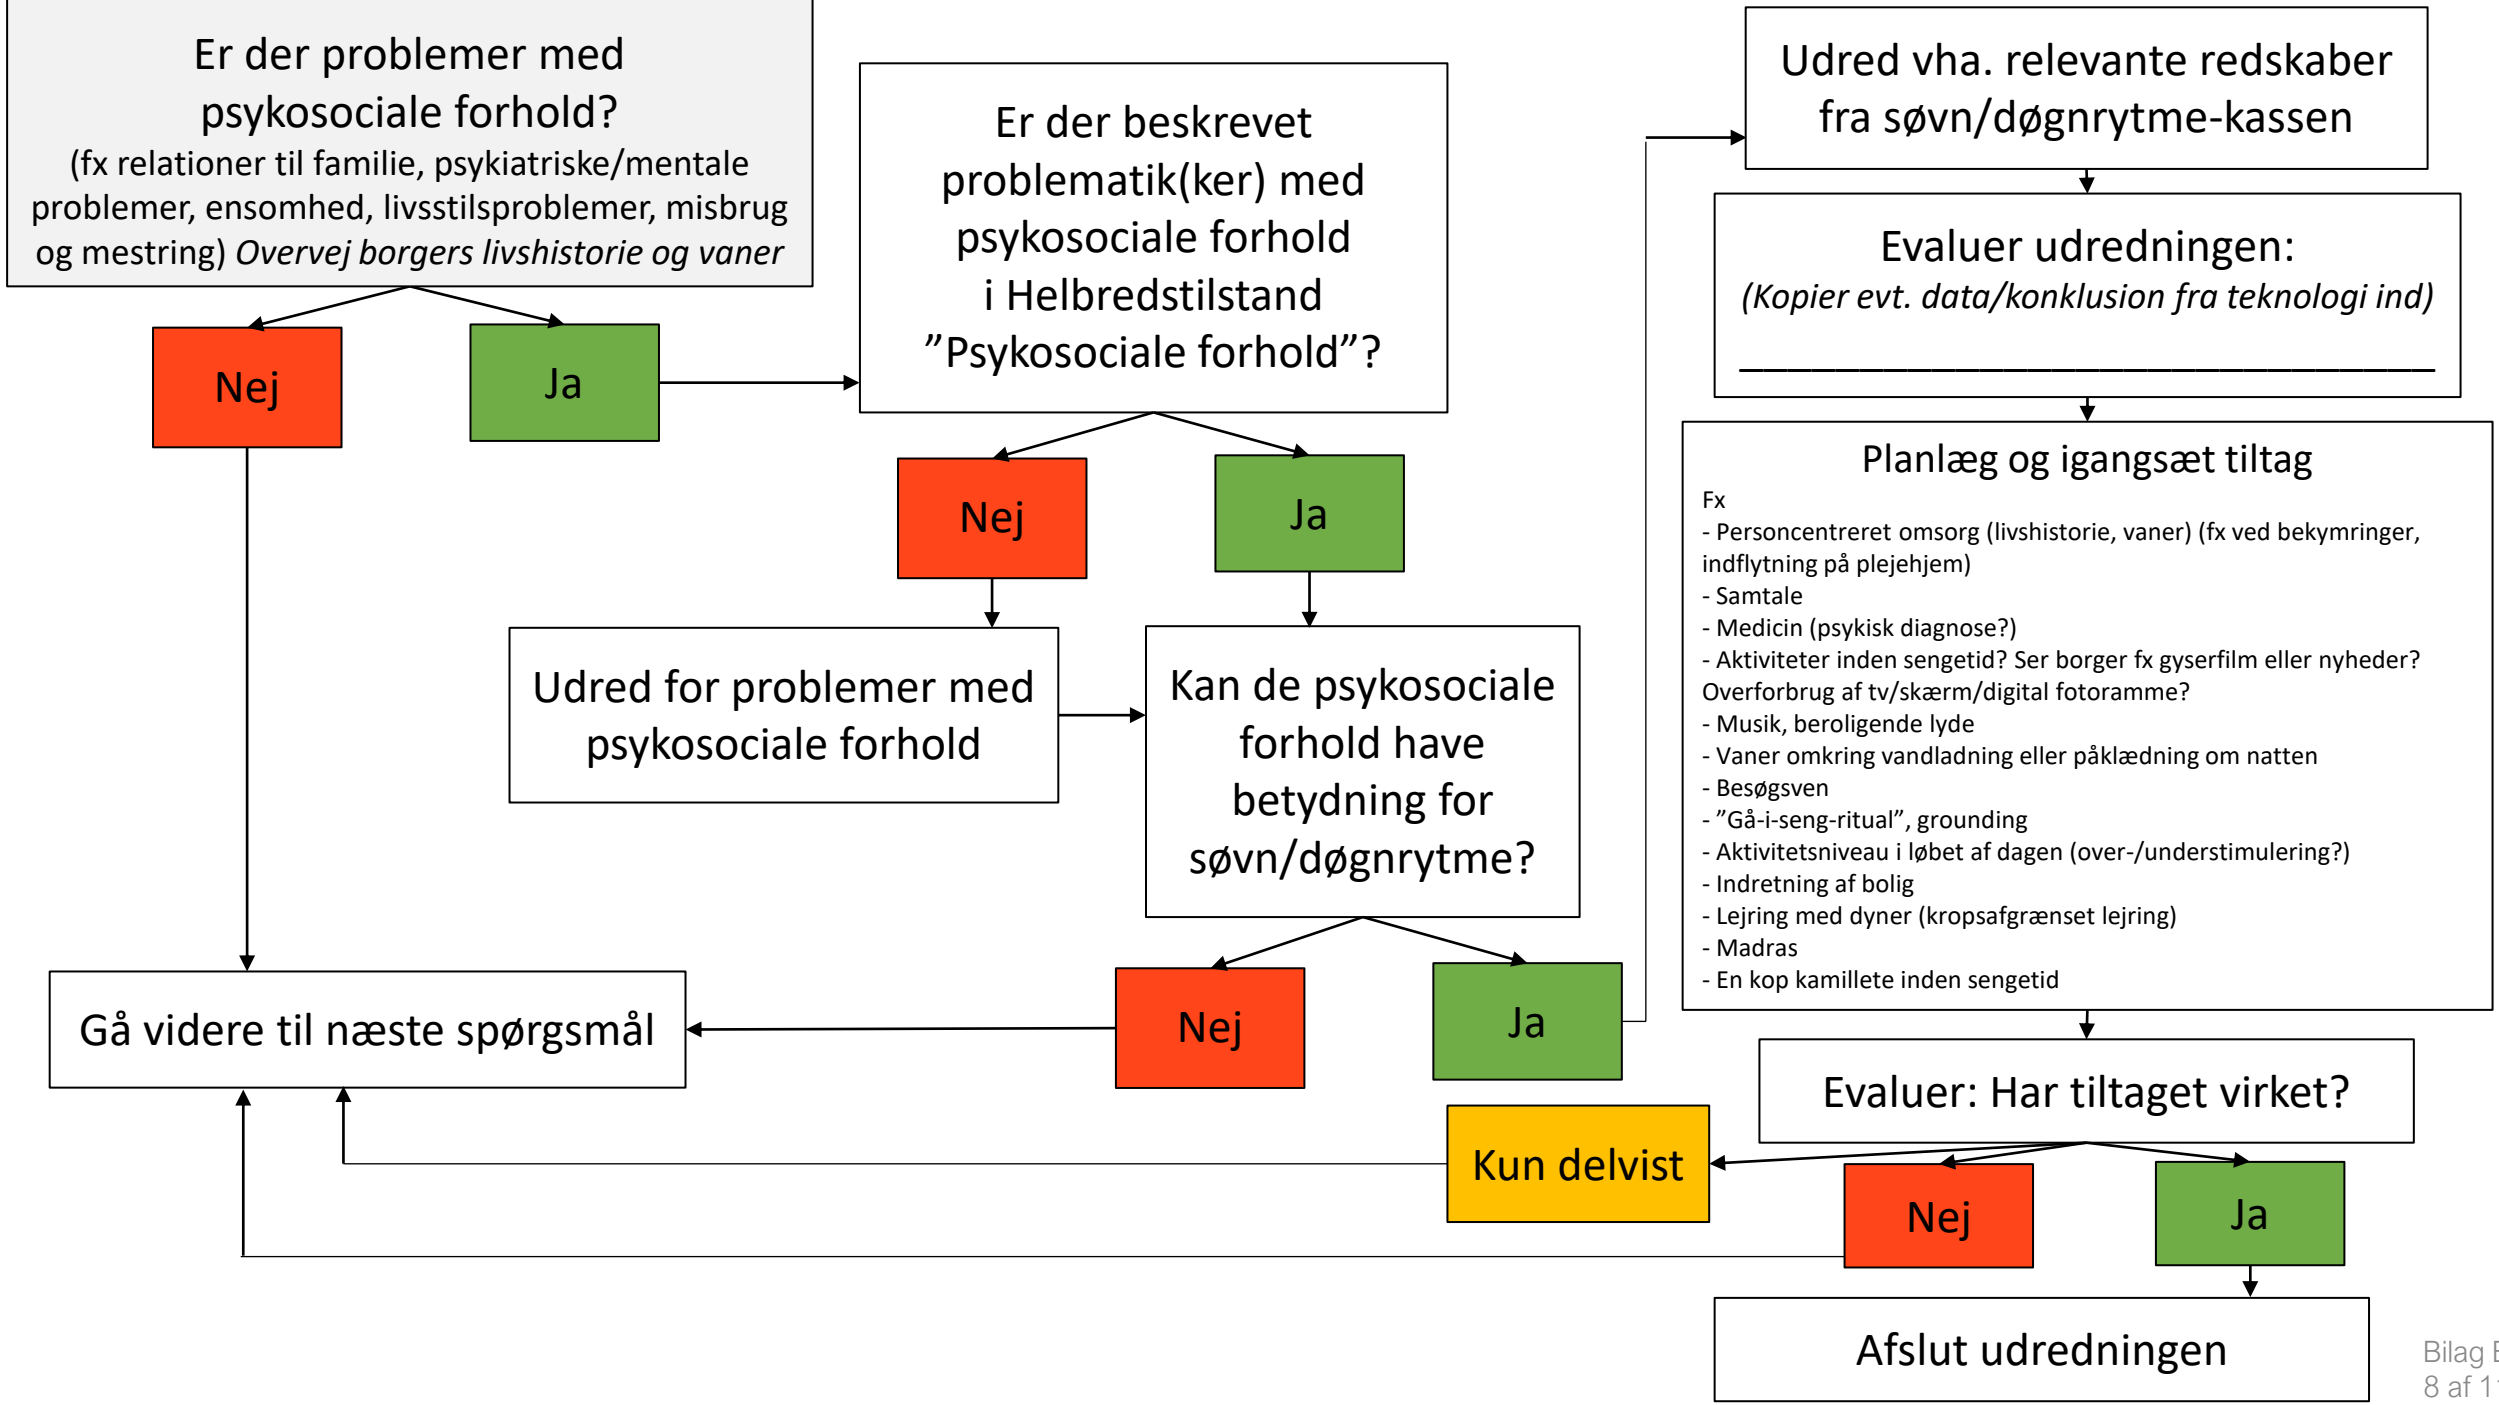 Er der problemer med
psykosociale forhold?
(fx relationer til familie, psykiatriske/mentale
problemer, ensomhed, livsstilsproblemer, misbrug
og mestring) Overvej borgers livshistorie og vaner
Nej
Ja
Er der beskrevet
problematik(ker) med
psykosociale forhold
i Helbredstilstand
”Psykosociale forhold”?
Nej
Ja
Udred for problemer med
psykosociale forhold
Kan de psykosociale
forhold have
betydning for
søvn/døgnrytme?
Nej
Ja
Gå videre til næste spørgsmål
Udred vha. relevante redskaber
fra søvn/døgnrytme-kassen
Evaluer udredningen:
(Kopier evt. data/konklusion fra teknologi ind)
Planlæg og igangsæt tiltag
Fx
- Personcentreret omsorg (livshistorie, vaner) (fx ved bekymringer,
indflytning på plejehjem)
- Samtale
- Medicin (psykisk diagnose?)
- Aktiviteter inden sengetid? Ser borger fx gyserfilm eller nyheder?
Overforbrug af tv/skærm/digital fotoramme?
- Musik, beroligende lyde
- Vaner omkring vandladning eller påklædning om natten
- Besøgsven
- ”Gå-i-seng-ritual”, grounding
- Aktivitetsniveau i løbet af dagen (over-/understimulering?)
- Indretning af bolig
- Lejring med dyner (kropsafgrænset lejring)
- Madras
- En kop kamillete inden sengetid
Evaluer: Har tiltaget virket?
Kun delvist
Nej
Ja
Afslut udredningen
Bilag
8 af